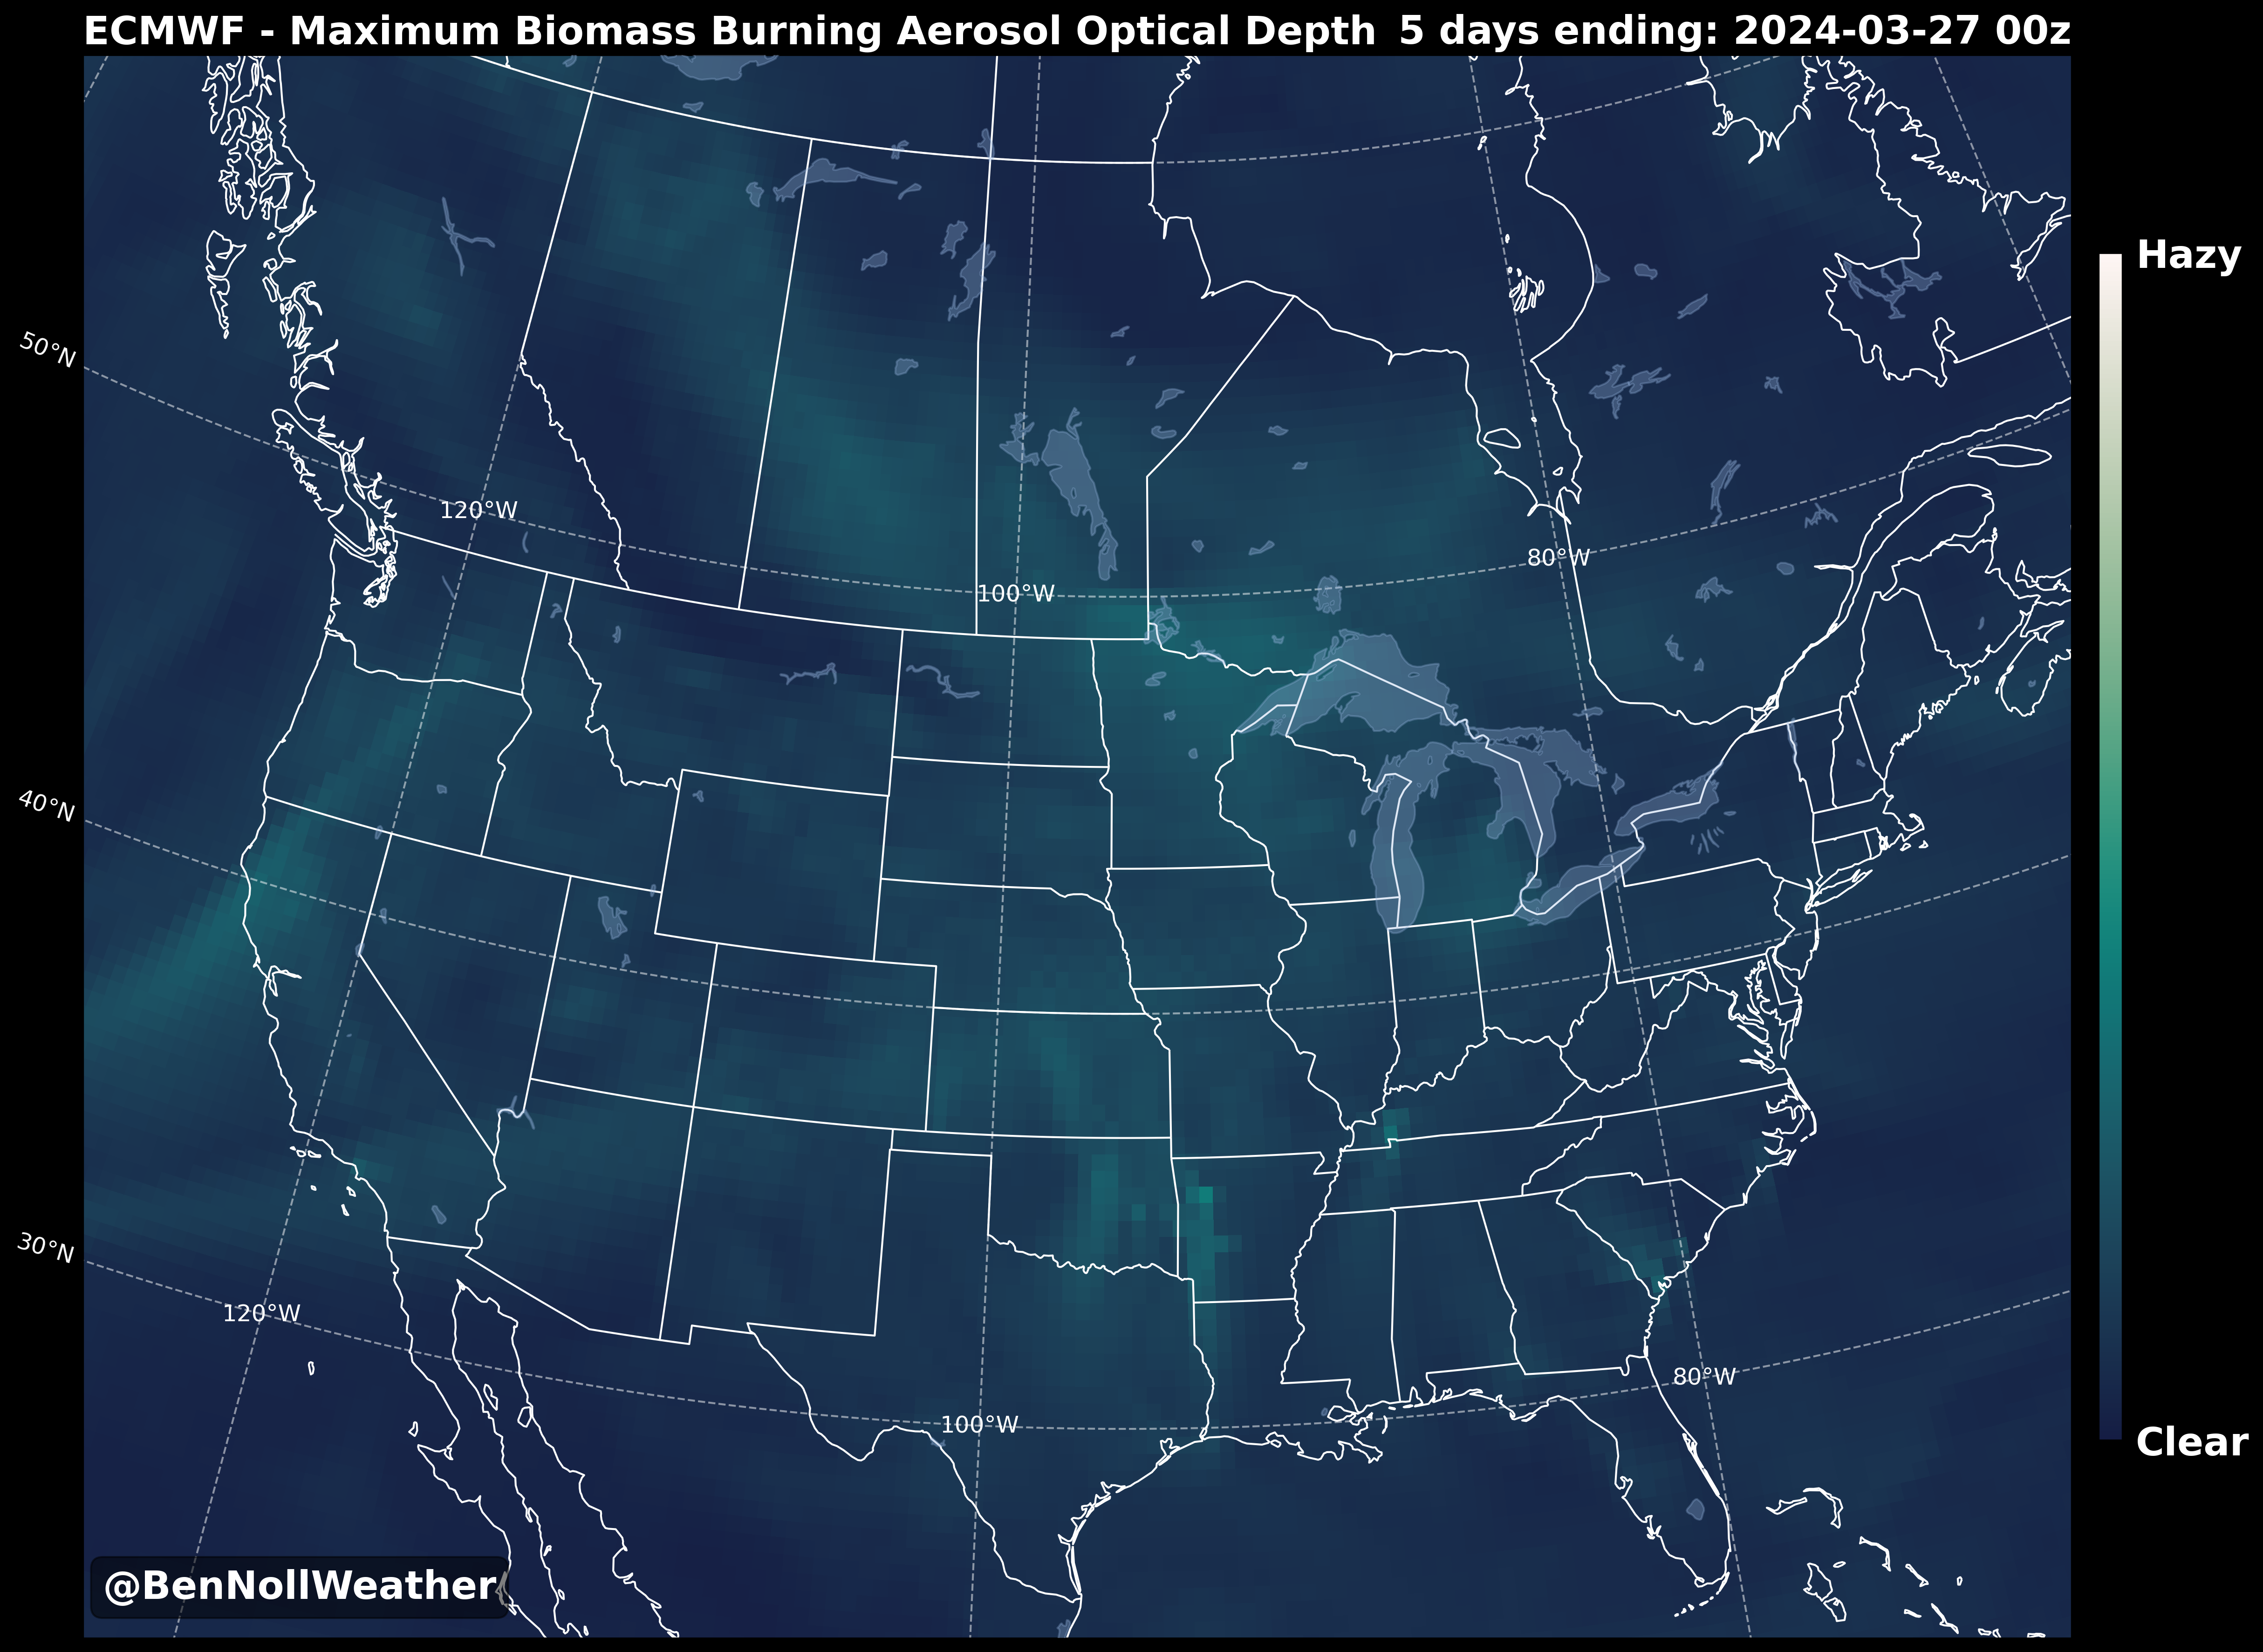 ECMWF - Maximum Biomass Burning Aerosol Optical Depth 5 days ending: 2024-03-27 00z
Hazy
50°N
120°W
80°W
100°W
40°N
30°N
120°W
80°W
100°W
Clear
@BenNollWeather